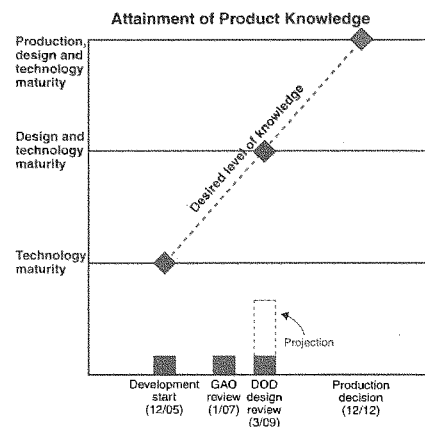 Attainment of Product Knowledge
Production,
design and
technology
maturity
Design and
technology
maturity
Desired level of knowledge
Technology
maturity
Projection
Development
start
(12/05)
GAO
review
(1/07)
DOD
design
review
(3/09)
Production
decision
(12/12)